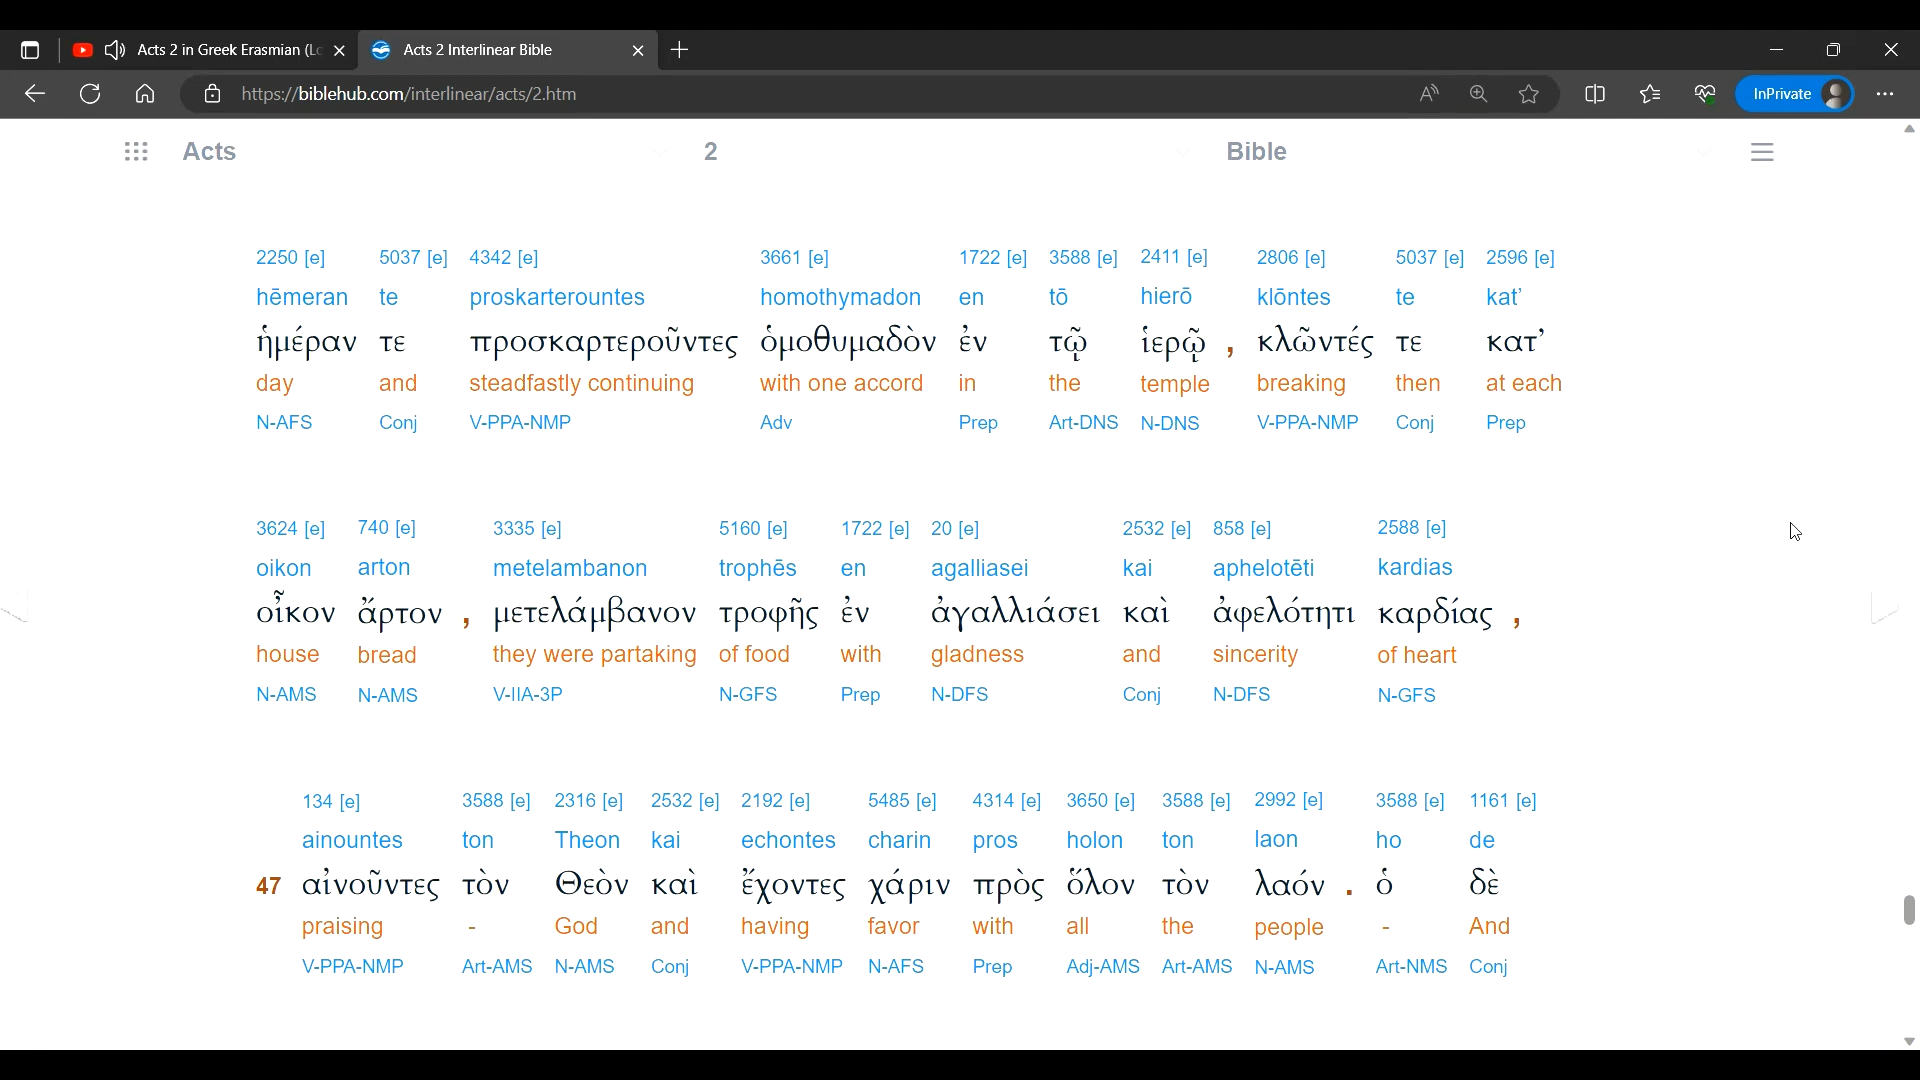 Acts 2 in Greek Erasmian (Lo
Acts 2 Interlinear Bible
https://biblehub.com/interlinear/acts/2.htm
InPrivate
Acts 2 Bible
2250 [e] 5037 [e] 4342 [e] 3661 [e] 1722 [e] 3588 [e] 2411 [e] 2806 [e] 5037 [e] 2596 [e]
hēmeran te proskarterountes homothymadon en tō hierō klōntes te kat’
ἡμέραν τε προσκαρτεροῦντες ὁμοθυμαδὸν ἐν τῷ ἱερῷ , κλῶντές τε κατ’
day and steadfastly continuing with one accord in the temple breaking then at each
N-AFS Conj V-PPA-NMP Adv Prep Art-DNS N-DNS V-PPA-NMP Conj Prep
3624 [e] 740 [e] 3335 [e] 5160 [e] 1722 [e] 20 [e] 2532 [e] 858 [e] 2588 [e]
oikon arton metelambanon trophēs en agalliasei kai aphelotēti kardias
οἶκον ἄρτον , μετελάμβανον τροφῆς ἐν ἀγαλλιάσει καὶ ἀφελότητι καρδίας ,
house bread they were partaking of food with gladness and sincerity of heart
N-AMS N-AMS V-IIA-3P N-GFS Prep N-DFS Conj N-DFS N-GFS
134 [e] 3588 [e] 2316 [e] 2532 [e] 2192 [e] 5485 [e] 4314 [e] 3650 [e] 3588 [e] 2992 [e] 3588 [e] 1161 [e]
ainountes ton Theon kai echontes charin pros holon ton laon ho de
47 αἰνοῦντες τὸν Θεὸν καὶ ἔχοντες χάριν πρὸς ὅλον τὸν λαόν . ὁ δὲ
praising - God and having favor with all the people - And
V-PPA-NMP Art-AMS N-AMS Conj V-PPA-NMP N-AFS Prep Adj-AMS Art-AMS N-AMS Art-NMS Conj